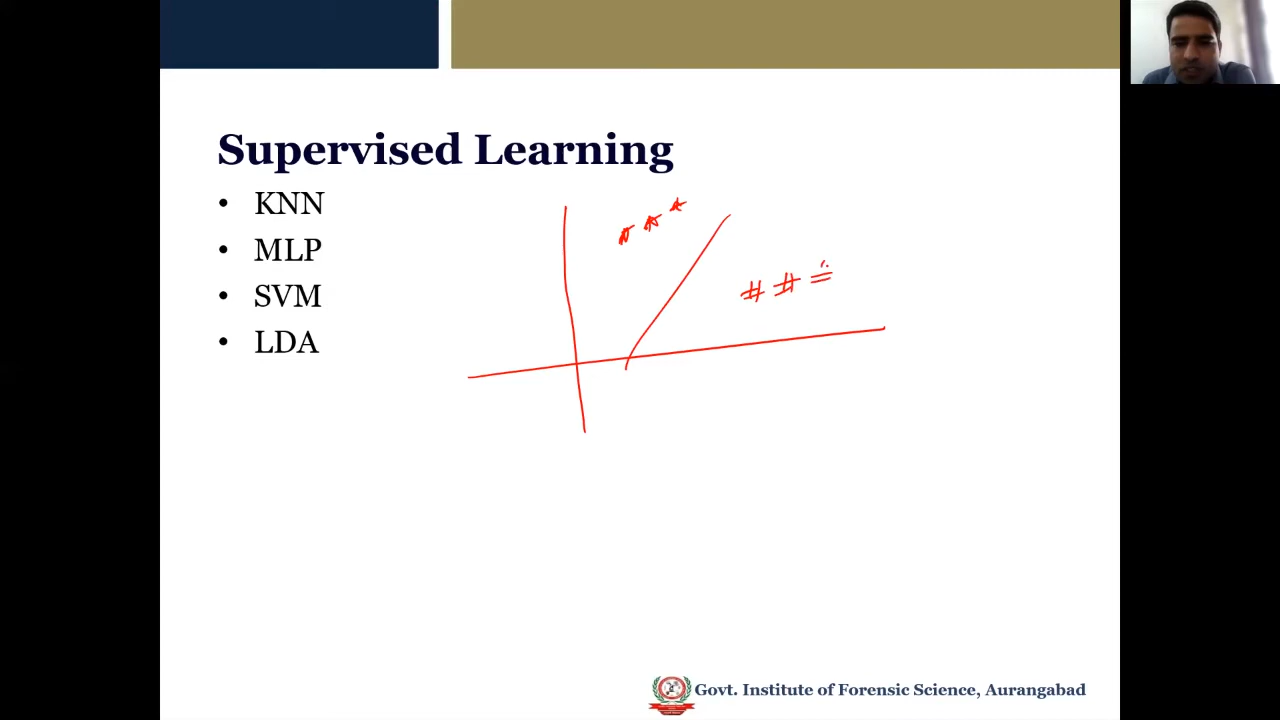 Supervised Learning
• KNN
• MLP
• SVM
• LDA
# #
Govt. Institute of Forensic Science, Aurangabad